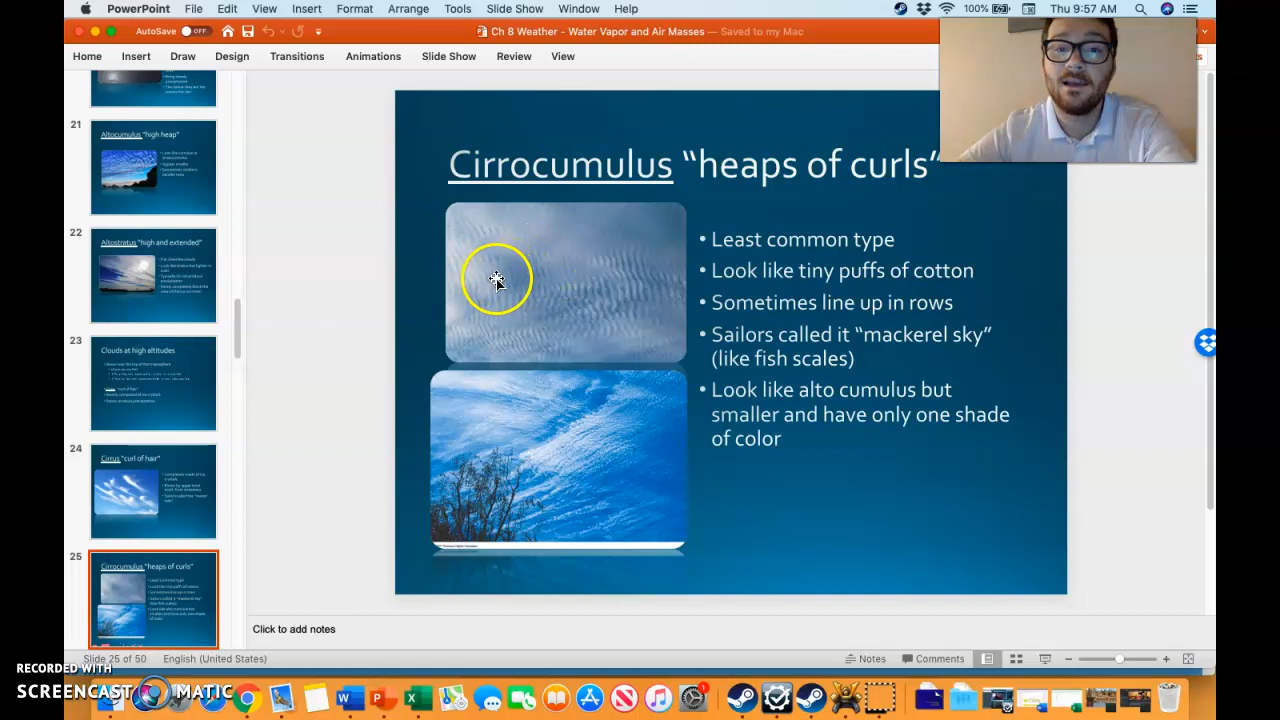 PowerPoint File Edit View Insert Format Arrange Tools Slide Show Window Help 100% Thu 9:57 AM
AutoSave OFF Ch 8 Weather - Water Vapor and Air Masses — Saved to my Mac
Home Insert Draw Design Transitions Animations Slide Show Review View
21
Altocumulus "high heap"
22
Altostratus "high and extended"
23
Clouds at high altitudes
24
Cirrus "curl of hair"
25
Cirrocumulus "heaps of curls"
Cirrocumulus "heaps of curls"
• Least common type
• Look like tiny puffs of cotton
• Sometimes line up in rows
• Sailors called it "mackerel sky"
(like fish scales)
• Look like altocumulus but
smaller and have only one shade
of color
Click to add notes
Slide 25 of 50 English (United States) Notes Comments
RECORDED WITH
SCREENCAST MATIC